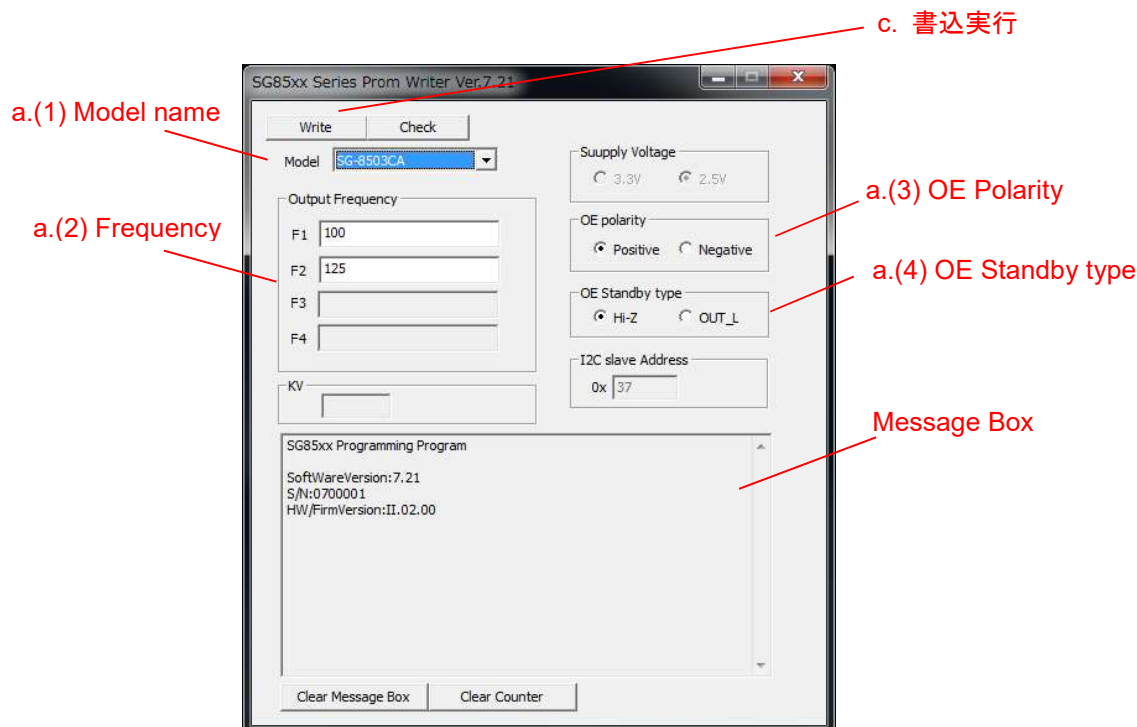 c. 書込実行
SG85xx Series Prom Writer Ver.7.21
a.(1) Model name
Write Check
Model SG-8503CA
Suupply Voltage
3.3V 2.5V
a.(3) OE Polarity
Output Frequency
a.(2) Frequency
F1 100
OE polarity
Positive Negative
F2 125
a.(4) OE Standby type
OE Standby type
F3
Hi-Z OUT_L
F4
I2C slave Address
0x 37
KV
Message Box
SG85xx Programming Program
SoftWareVersion:7.21
S/N:0700001
HW/FirmVersion:II.02.00
Clear Message Box Clear Counter